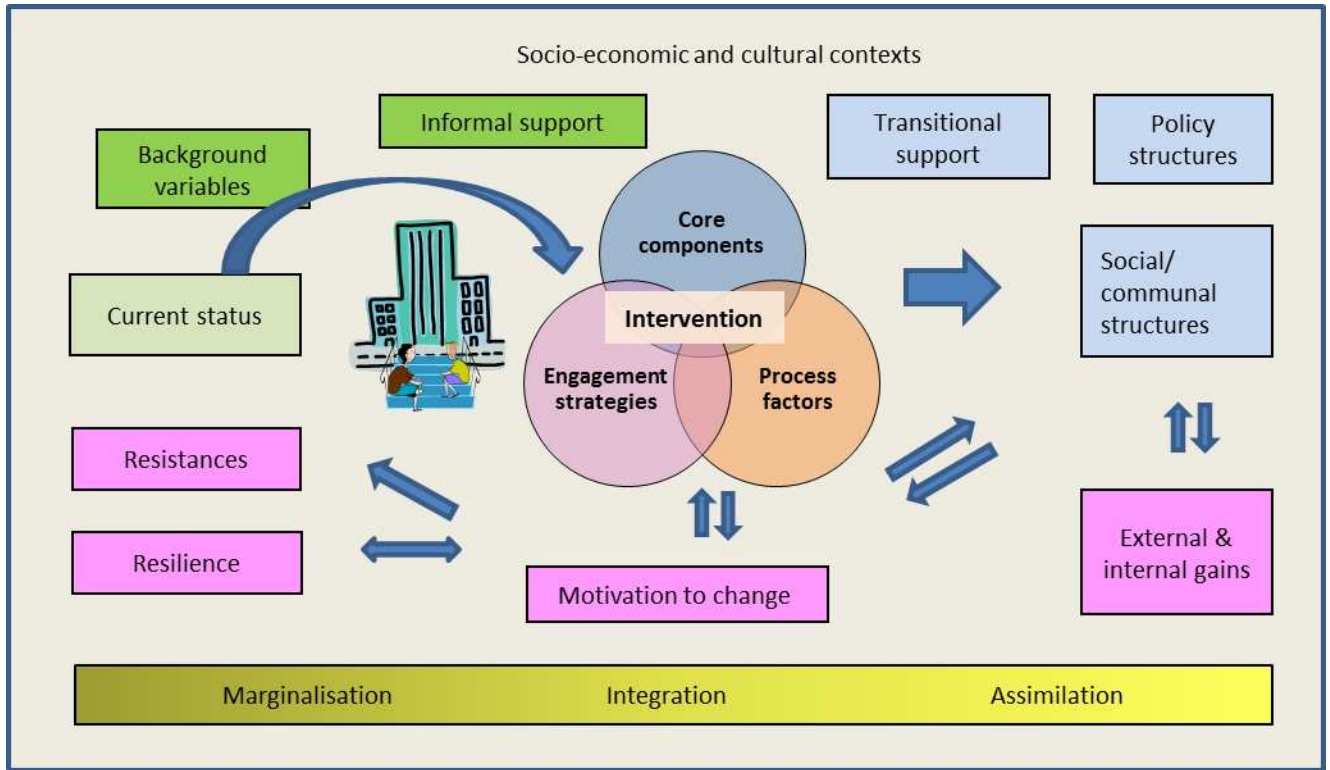 Socio-economic and cultural contexts
Informal support
Transitional
support
Policy
structures
Background
variables
Core
components
Current status
Social/
communal
structures
Intervention
Engagement
strategies
Process
factors
Resistances
Resilience
External &
internal gains
Motivation to change
Marginalisation
Integration
Assimilation